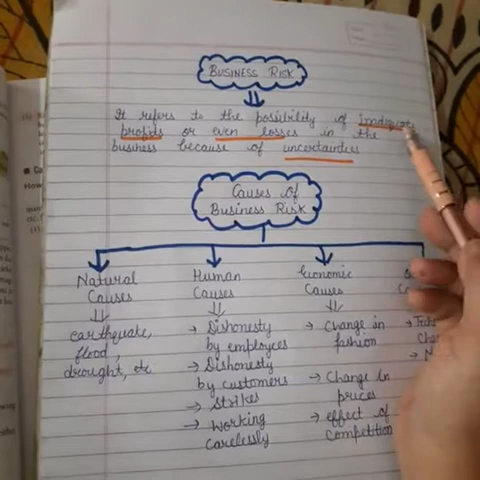 BUSINESS RISK
It refers to the posibility of
profits or even losses in the
business because of uncertainties
Causes of
Business Risk
Natural
Causes
earthquake,
flood,
drought, etc
Human
Causes
→ Dishonesty
by employees
→ Dishonesty
by customers
→ Strikes
→ Working
carelessly
Economic
Causes
→ Change in
fashion
→ Change in
prices
→ effect of
competition